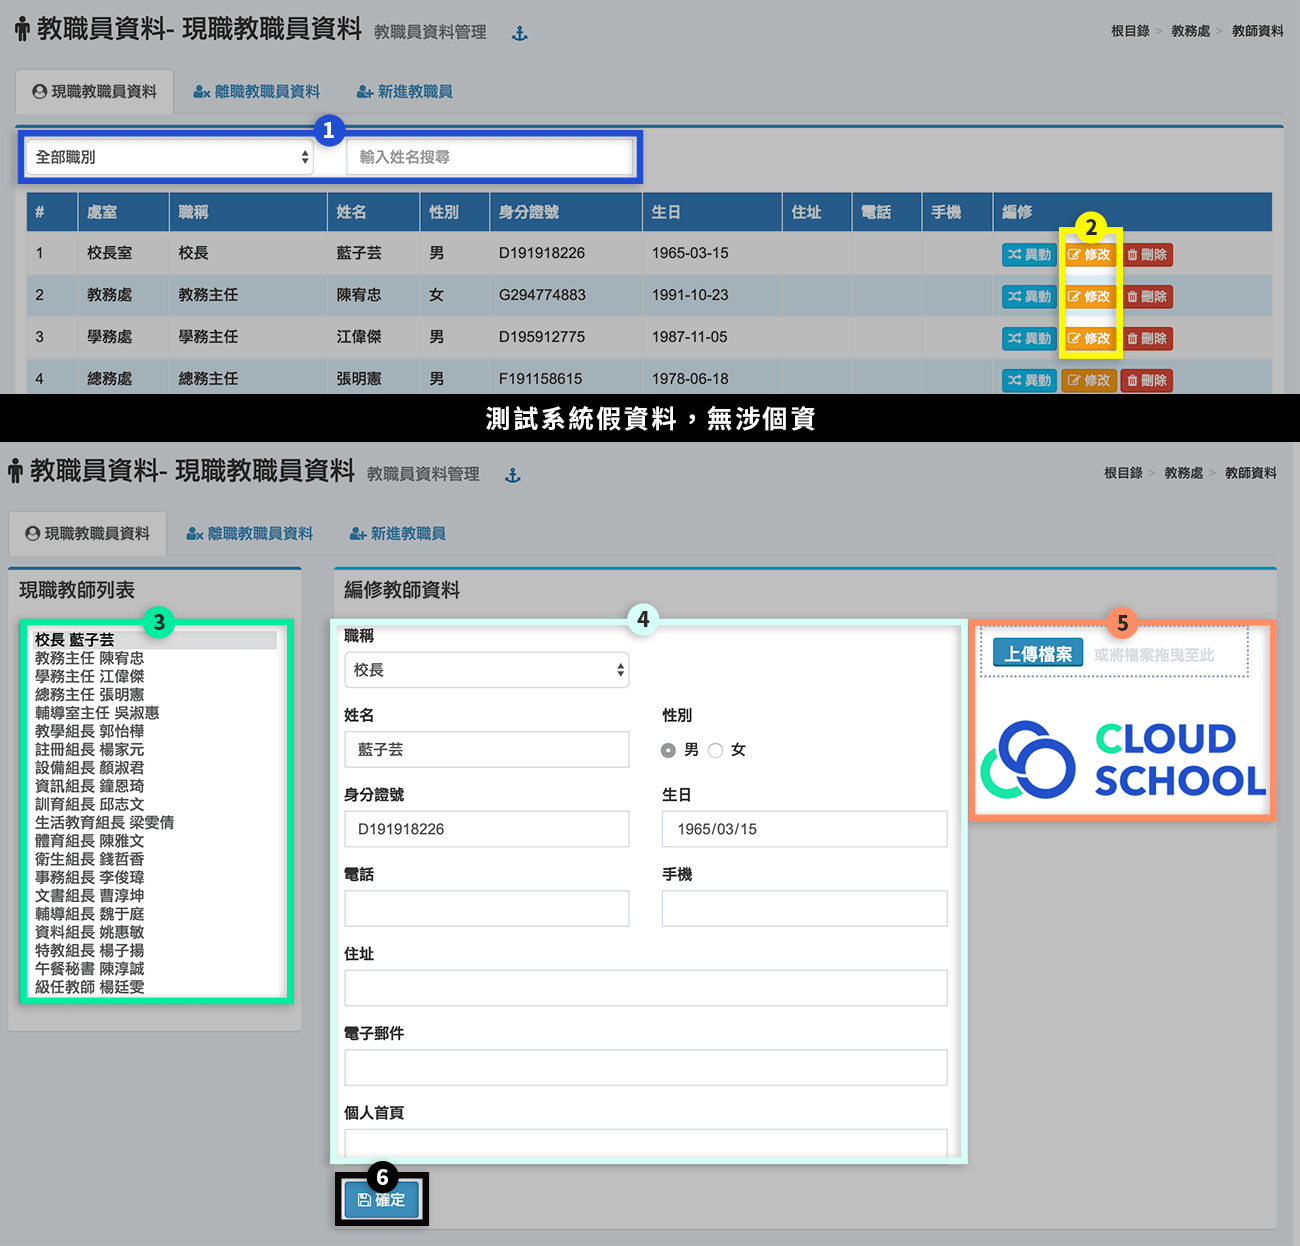 教職員資料- 現職教職員資料 教職員資料管理
根目錄 > 教務處 > 教師資料
現職教職員資料 離職教職員資料 新進教職員
1
全部職別 輸入姓名搜尋
# 處室 職稱 姓名 性別 身分證號 生日 住址 電話 手機 編修
2
1 校長室 校長 藍子芸 男 D191918226 1965-03-15 異動 修改 刪除
2 教務處 教務主任 陳宥忠 女 G294774883 1991-10-23 異動 修改 刪除
3 學務處 學務主任 江偉傑 男 D195912775 1987-11-05 異動 修改 刪除
4 總務處 總務主任 張明憲 男 F191158615 1978-06-18 異動 修改 刪除
測試系統假資料，無涉個資
教職員資料- 現職教職員資料 教職員資料管理
根目錄 > 教務處 > 教師資料
現職教職員資料 離職教職員資料 新進教職員
現職教師列表
3
校長 藍子芸
教務主任 陳宥忠
學務主任 江偉傑
總務主任 張明憲
輔導室主任 吳淑惠
教學組長 郭怡樺
註冊組長 楊家元
設備組長 顏淑君
資訊組長 鐘恩琦
訓育組長 邱志文
生活教育組長 梁雯倩
體育組長 陳雅文
衛生組長 錢哲香
事務組長 李俊瑋
文書組長 曹淳坤
輔導組長 魏于庭
資料組長 姚惠敏
特教組長 楊子揚
午餐秘書 陳淳誠
級任教師 楊廷雯
編修教師資料
4
職稱
校長
姓名 性別
藍子芸 男 女
身分證號 生日
D191918226 1965/03/15
電話 手機
住址
電子郵件
個人首頁
5
上傳檔案 或將檔案拖曳至此
CLOUD
SCHOOL
6
確定